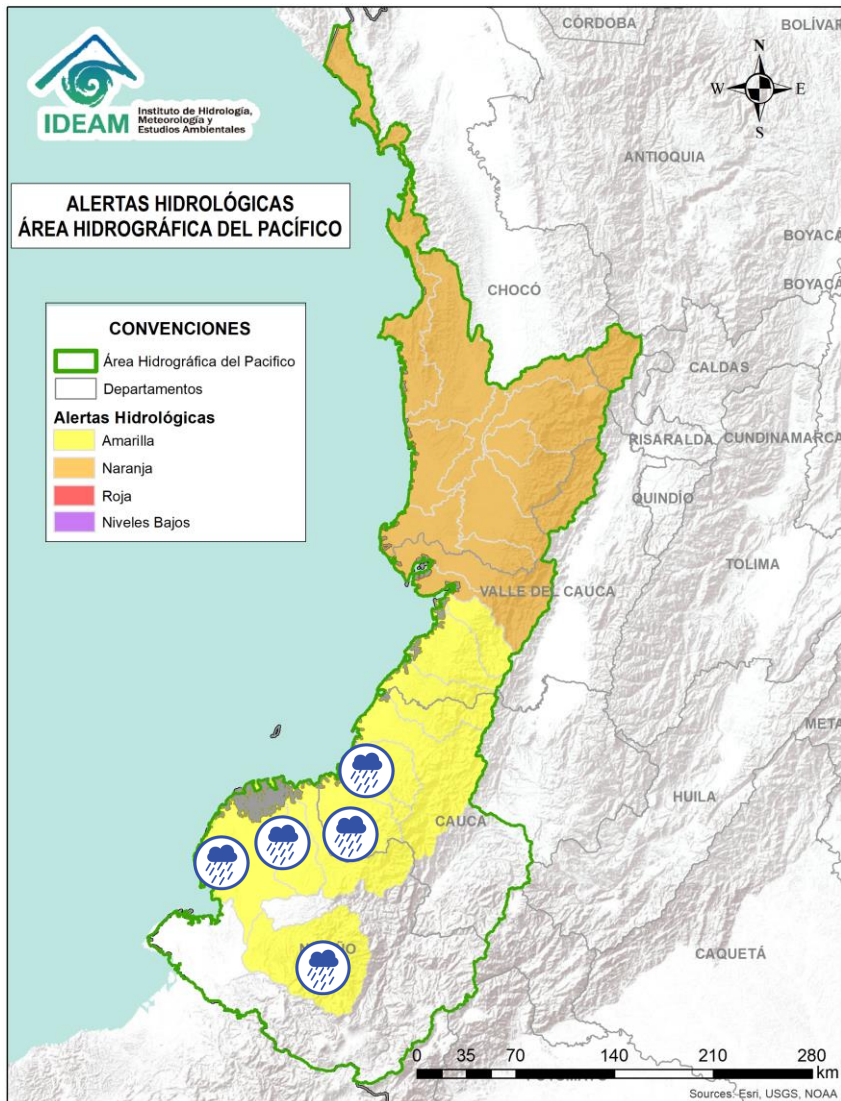 IDEAM
Instituto de Hidrología,
Meteorología y
Estudios Ambientales
ALERTAS HIDROLÓGICAS
ÁREA HIDROGRÁFICA DEL PACÍFICO
CONVENCIONES
Área Hidrográfica del Pacifico
Departamentos
Alertas Hidrológicas
Amarilla
Naranja
Roja
Niveles Bajos
N
W E
S
CÓRDOBA
BOLÍVAR
ANTIOQUIA
BOYACÁ
BOYACÁ
CHOCÓ
CALDAS
RISARALDA
CUNDINAMARCA
QUINDÍO
TOLIMA
VALLE DEL CAUCA
META
HUILA
CAUCA
CAQUETÁ
0 35 70 140 210 280
km
Sources: Esri, USGS, NOAA